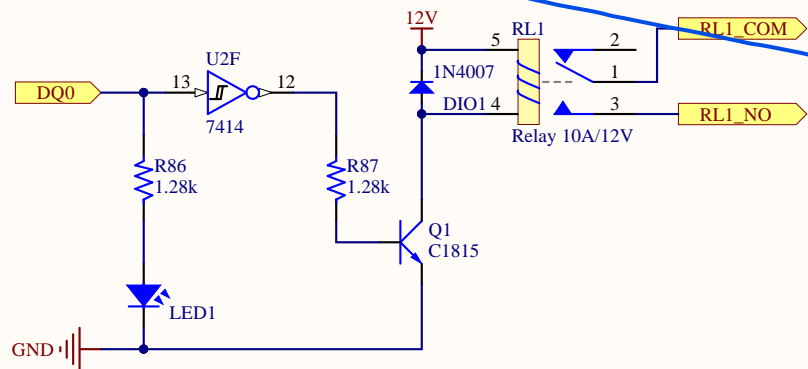 12V
RL1
RL1_COM
5
2
U2F
1N4007
13
12
1
DQ0
DIO1
4
3
RL1_NO
7414
Relay 10A/12V
R86
1.28k
R87
1.28k
Q1
C1815
LED1
GND